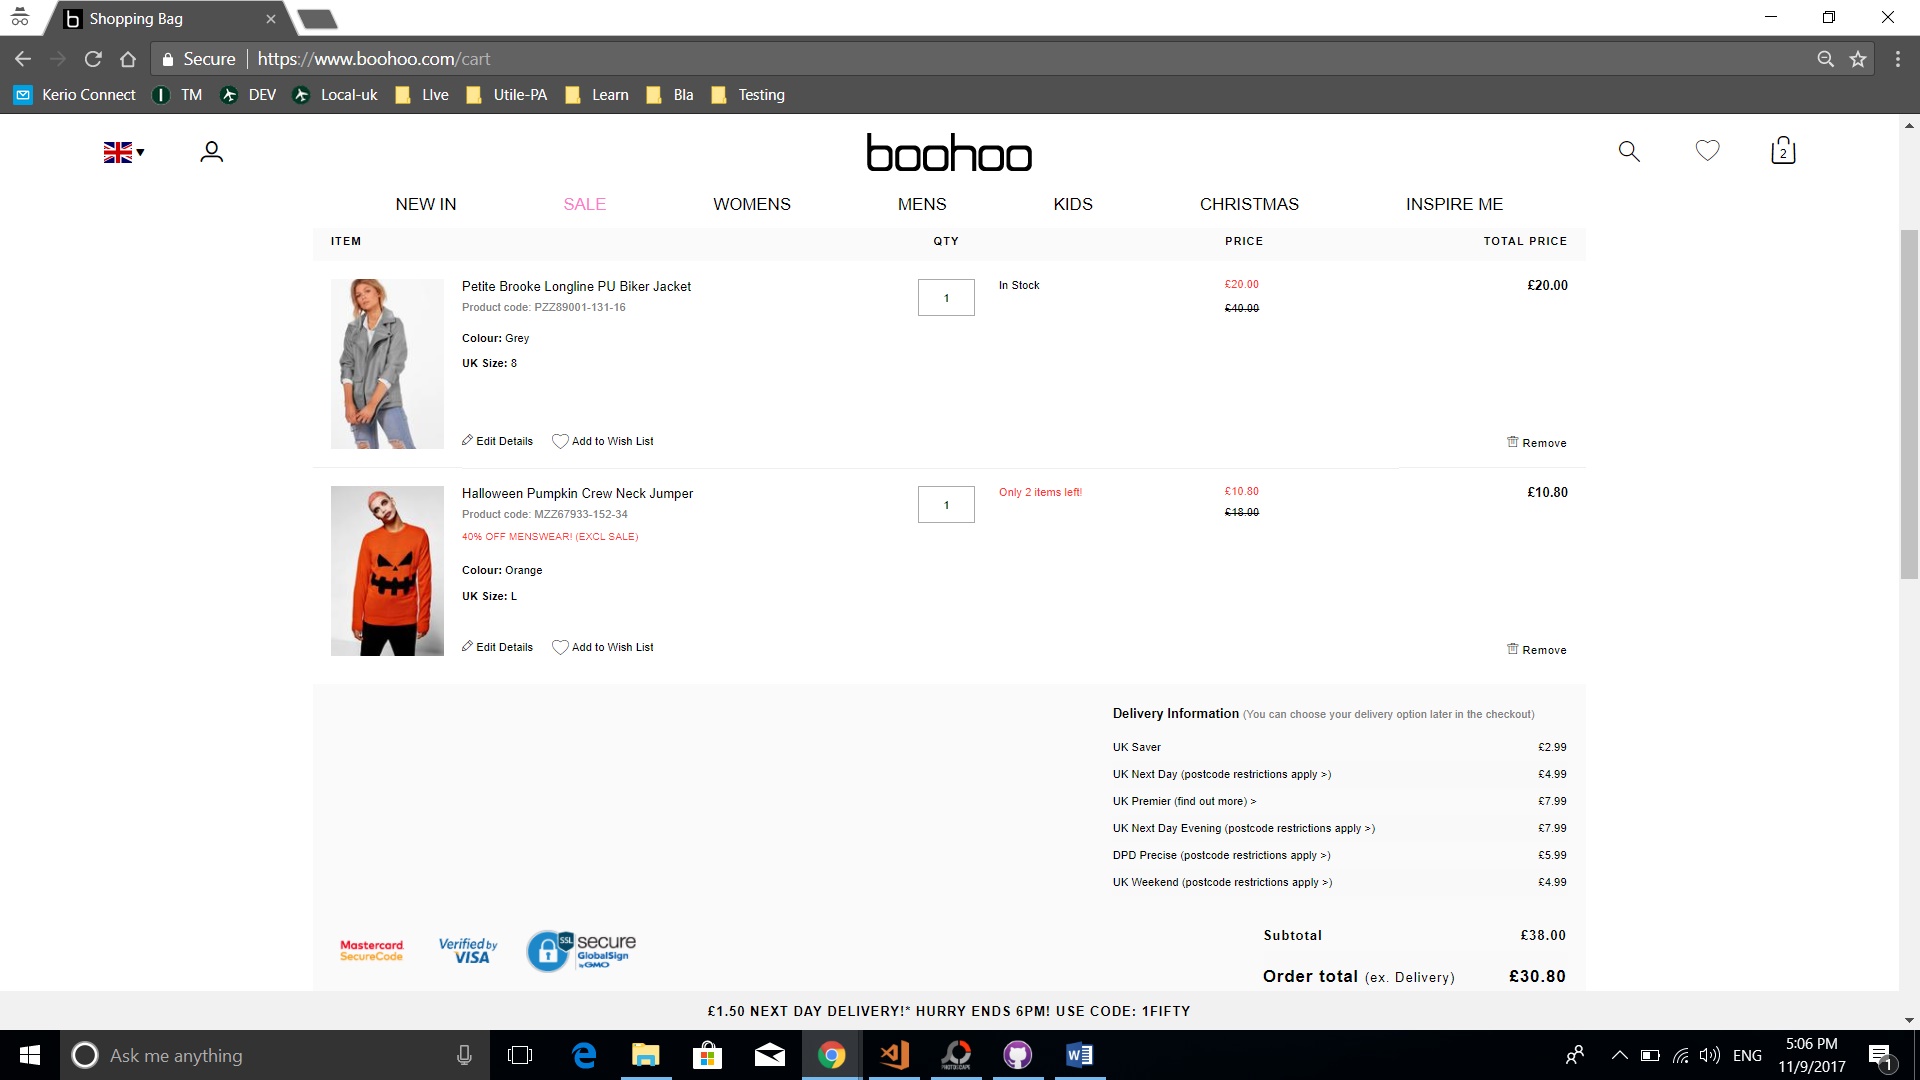 Shopping Bag
Secure
https://www.boohoo.com/cart
Kerio Connect TM DEV Local-uk LIve Utile-PA Learn Bla Testing
boohoo
2
NEW IN SALE WOMENS MENS KIDS CHRISTMAS INSPIRE ME
ITEM QTY PRICE TOTAL PRICE
Petite Brooke Longline PU Biker Jacket 1 In Stock £20.00 £20.00
Product code: PZZ89001-131-16 £40.00
Colour: Grey
UK Size: 8
Edit Details Add to Wish List Remove
Halloween Pumpkin Crew Neck Jumper 1 Only 2 items left! £10.80 £10.80
Product code: MZZ67933-152-34 £18.00
40% OFF MENSWEAR! (EXCL SALE)
Colour: Orange
UK Size: L
Edit Details Add to Wish List Remove
Delivery Information (You can choose your delivery option later in the checkout)
UK Saver £2.99
UK Next Day (postcode restrictions apply >) £4.99
UK Premier (find out more) > £7.99
UK Next Day Evening (postcode restrictions apply >) £7.99
DPD Precise (postcode restrictions apply >) £5.99
UK Weekend (postcode restrictions apply >) £4.99
Mastercard SecureCode
Verified by VISA
SSL secure GlobalSign by GMO
Subtotal £38.00
Order total (ex. Delivery) £30.80
£1.50 NEXT DAY DELIVERY!* HURRY ENDS 6PM! USE CODE: 1FIFTY
Ask me anything
ENG
5:06 PM
11/9/2017
1